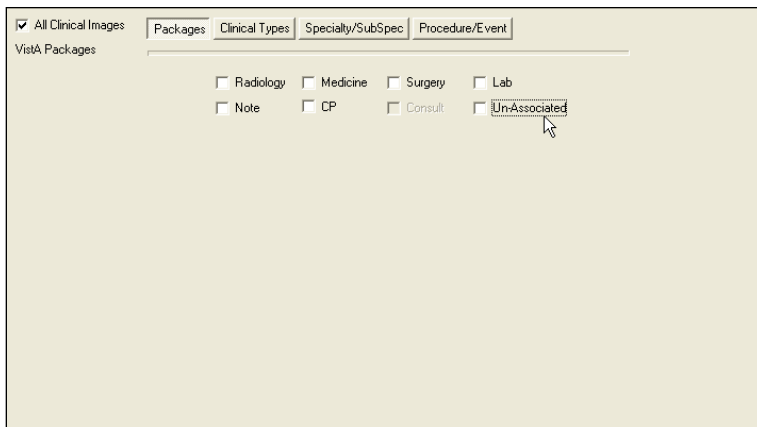 All Clinical Images Packages Clinical Types Specialty/SubSpec Procedure/Event
VistA Packages
Radiology Medicine Surgery Lab
Note CP Consult Un-Associated